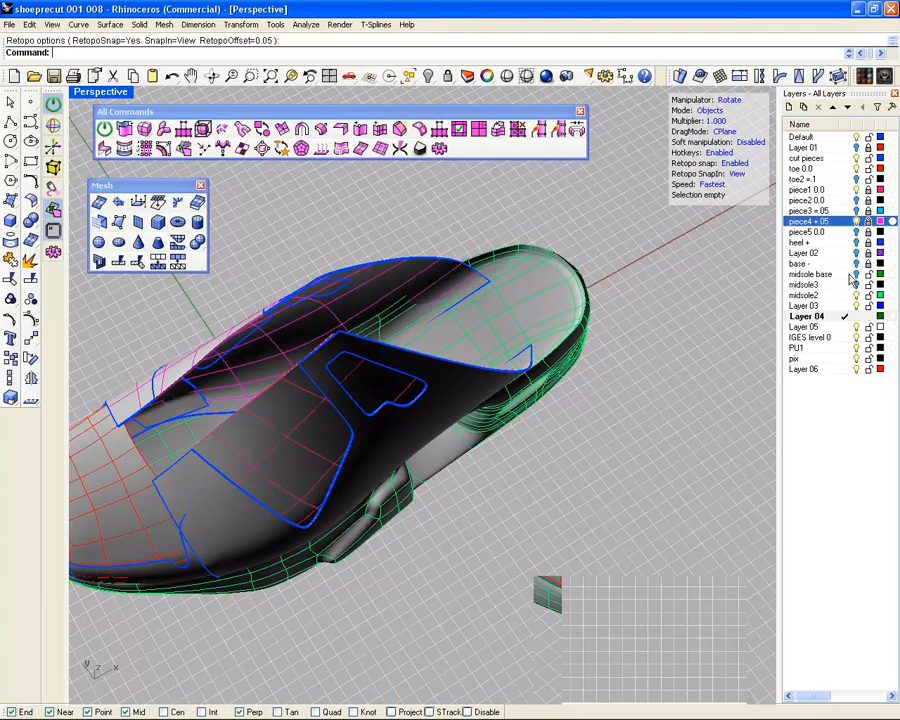 shoeprecut 001 008 - Rhinoceros (Commercial) - [Perspective]
File Edit View Curve Surface Solid Mesh Dimension Transform Tools Analyze Render T-Splines Help
Retopo options ( RetopoSnap=Yes SnapIn=View RetopoOffset=0.05 ):
Command:
Perspective
All Commands
Mesh
Manipulator: Rotate
Mode: Objects
Multiplier: 1.000
DragMode: CPlane
Soft manipulation: Disabled
Hotkeys: Enabled
Retopo snap: Enabled
Retopo SnapIn: View
Speed: Fastest
Selection empty
Layers - All Layers
Name
Default
Layer 01
cut pieces
toe 0.0
toe2 =.1
piece1 0.0
piece2 0.0
piece3 =.05
piece4 +.05
piece5 0.0
heel +
Layer 02
base -
midsole base
midsole3
midsole2
Layer 03
Layer 04
Layer 05
IGES level 0
PU1
pix
Layer 06
y z x
End Near Point Mid Cen Int Perp Tan Quad Knot Project STrack Disable